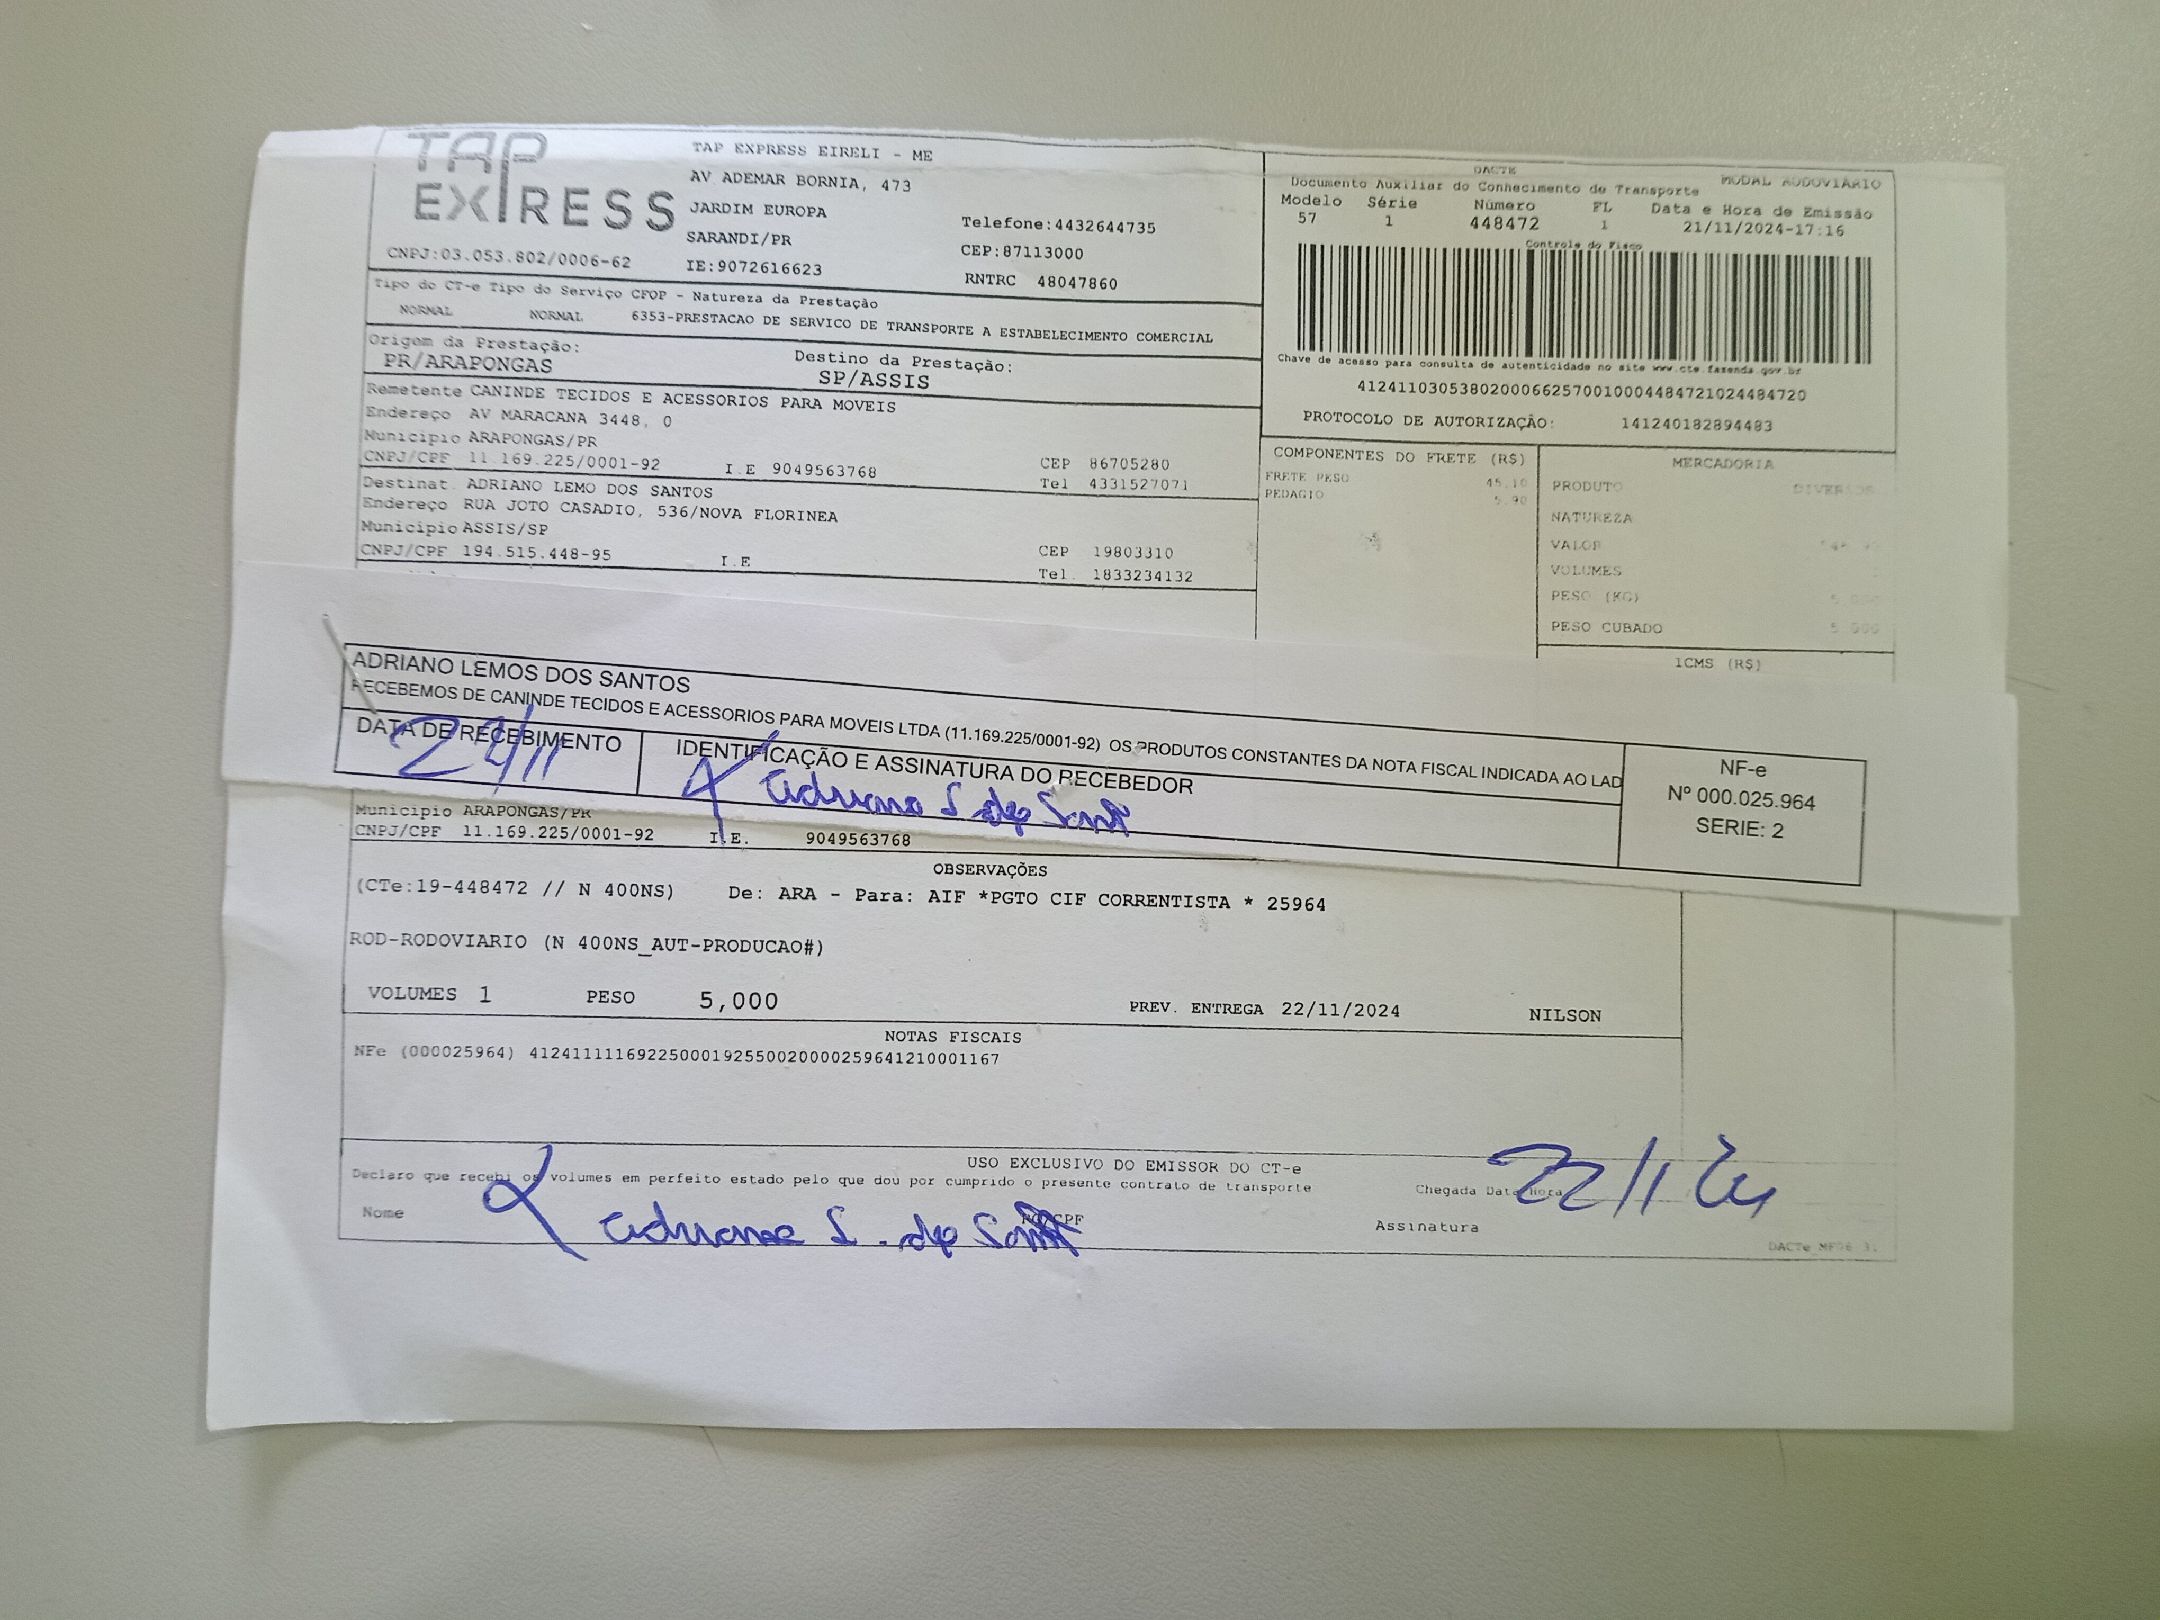 TAP EXPRESS
CNPJ:03.053.802/0006-62
TAP EXPRESS EIRELI - ME
AV ADEMAR BORNIA, 473
JARDIM EUROPA
SARANDI/PR
IE:9072616623
Telefone:4432644735
CEP:87113000
RNTRC 48047860
DACTE
Documento Auxiliar do Conhecimento de Transporte MODAL RODOVIÁRIO
Modelo Série Número FL Data e Hora de Emissão
57 1 448472 1 21/11/2024-17:16
Controle do Fisco
Chave de acesso para consulta de autenticidade no site www.cte.fazenda.gov.br
41241103053802000662570010004484721024484720
PROTOCOLO DE AUTORIZAÇÃO: 141240182894483
Tipo do CT-e Tipo do Serviço CFOP - Natureza da Prestação
NORMAL NORMAL 6353-PRESTACAO DE SERVICO DE TRANSPORTE A ESTABELECIMENTO COMERCIAL
Origem da Prestação: Destino da Prestação:
PR/ARAPONGAS SP/ASSIS
Remetente CANINDE TECIDOS E ACESSORIOS PARA MOVEIS
Endereço AV MARACANA 3448, 0
Municipio ARAPONGAS/PR
CNPJ/CPF 11.169.225/0001-92 I.E 9049563768 CEP 86705280
Tel 4331527071
Destinat. ADRIANO LEMO DOS SANTOS
Endereço RUA JOTO CASADIO, 536/NOVA FLORINEA
Municipio ASSIS/SP
CNPJ/CPF 194.515.448-95 I.E CEP 19803310
Tel. 1833234132
COMPONENTES DO FRETE (R$)
FRETE PESO 45,10
PEDAGIO 5,90
MERCADORIA
PRODUTO DIVERSOS
NATUREZA
VALOR
VOLUMES
PESO (KG)
PESO CUBADO 5,000
ICMS (R$)
ADRIANO LEMOS DOS SANTOS
RECEBEMOS DE CANINDE TECIDOS E ACESSORIOS PARA MOVEIS LTDA (11.169.225/0001-92) OS PRODUTOS CONSTANTES DA NOTA FISCAL INDICADA AO LAD
DATA DE RECEBIMENTO IDENTIFICAÇÃO E ASSINATURA DO RECEBEDOR
NF-e
Nº 000.025.964
SERIE: 2
Municipio ARAPONGAS/PR
CNPJ/CPF 11.169.225/0001-92 I.E. 9049563768
OBSERVAÇÕES
(CTe:19-448472 // N 400NS) De: ARA - Para: AIF *PGTO CIF CORRENTISTA * 25964
ROD-RODOVIARIO (N 400NS_AUT-PRODUCAO#)
VOLUMES 1 PESO 5,000 PREV. ENTREGA 22/11/2024 NILSON
NOTAS FISCAIS
NFe (000025964) 41241111169225000192550020000259641210001167
USO EXCLUSIVO DO EMISSOR DO CT-e
Declaro que recebi os volumes em perfeito estado pelo que dou por cumprido o presente contrato de transporte
Chegada Data Hora 22/11/24
Nome RG/CPF Assinatura